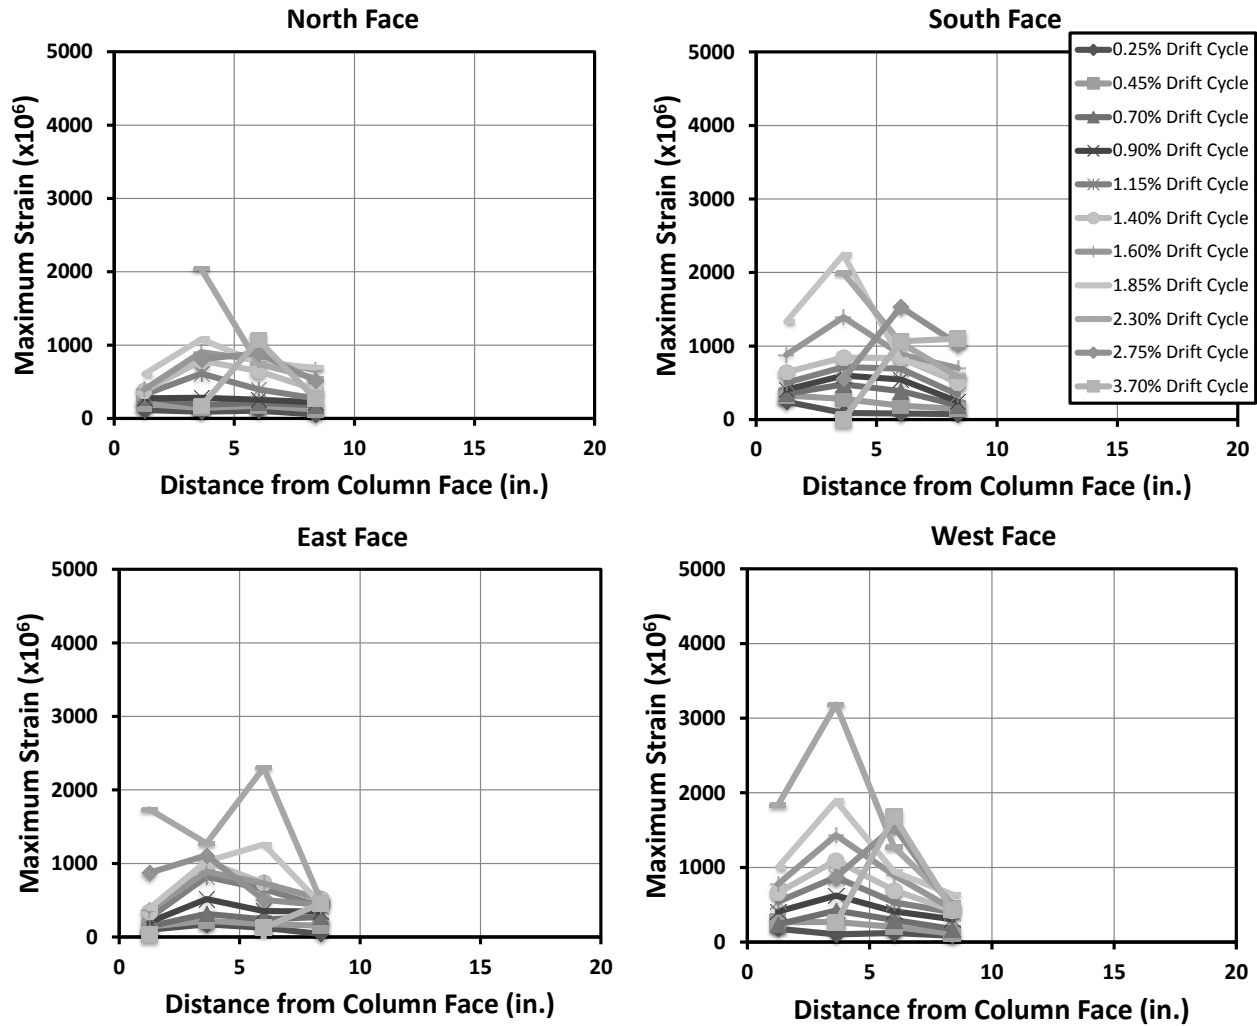 North Face
South Face
5000
4000
3000
2000
1000
0
0
5
10
15
20
Maximum Strain (x10⁶)
Distance from Column Face (in.)
5000
4000
3000
2000
1000
0
0
5
10
15
20
Maximum Strain (x10⁶)
Distance from Column Face (in.)
0.25% Drift Cycle
0.45% Drift Cycle
0.70% Drift Cycle
0.90% Drift Cycle
1.15% Drift Cycle
1.40% Drift Cycle
1.60% Drift Cycle
1.85% Drift Cycle
2.30% Drift Cycle
2.75% Drift Cycle
3.70% Drift Cycle
East Face
West Face
5000
4000
3000
2000
1000
0
0
5
10
15
20
Maximum Strain (x10⁶)
Distance from Column Face (in.)
5000
4000
3000
2000
1000
0
0
5
10
15
20
Maximum Strain (x10⁶)
Distance from Column Face (in.)